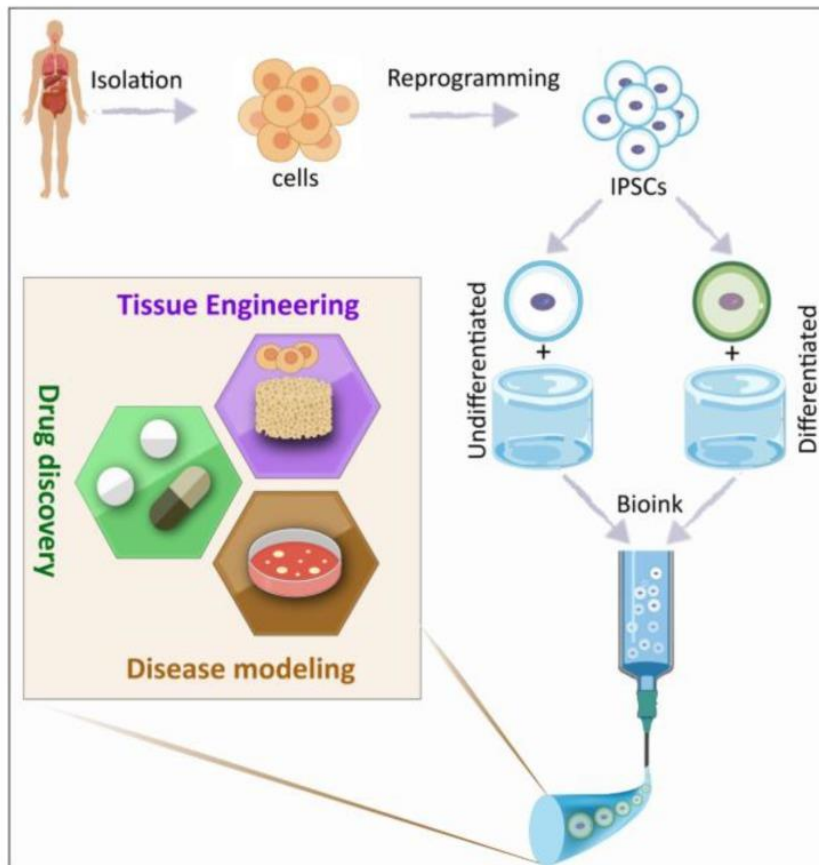 Isolation
Reprogramming
cells
IPSCs
Undifferentiated
+
+
Differentiated
Bioink
Tissue Engineering
Drug discovery
Disease modeling